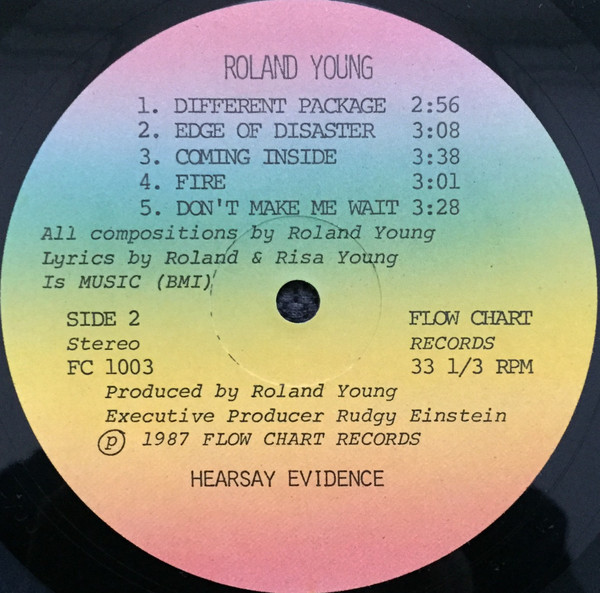 ROLAND YOUNG
1. DIFFERENT PACKAGE 2:56
2. EDGE OF DISASTER 3:08
3. COMING INSIDE 3:38
4. FIRE 3:01
5. DON'T MAKE ME WAIT 3:28
All compositions by Roland Young
Lyrics by Roland & Risa Young
Is MUSIC (BMI)
SIDE 2 FLOW CHART
Stereo RECORDS
FC 1003 33 1/3 RPM
Produced by Roland Young
Executive Producer Rudgy Einstein
℗ 1987 FLOW CHART RECORDS
HEARSAY EVIDENCE